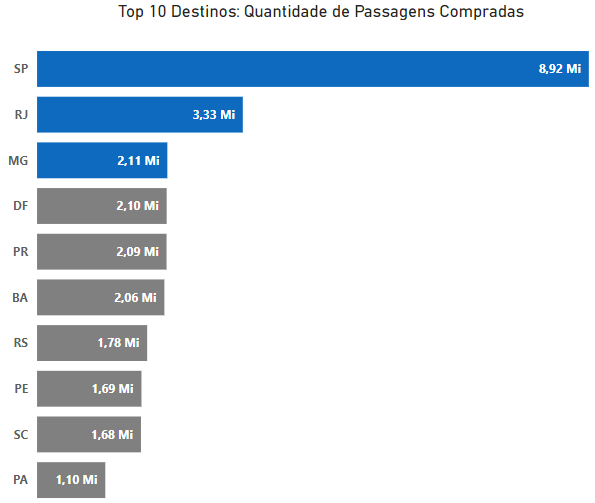 Top 10 Destinos: Quantidade de Passagens Compradas
SP 8,92 Mi
RJ 3,33 Mi
MG 2,11 Mi
DF 2,10 Mi
PR 2,09 Mi
BA 2,06 Mi
RS 1,78 Mi
PE 1,69 Mi
SC 1,68 Mi
PA 1,10 Mi